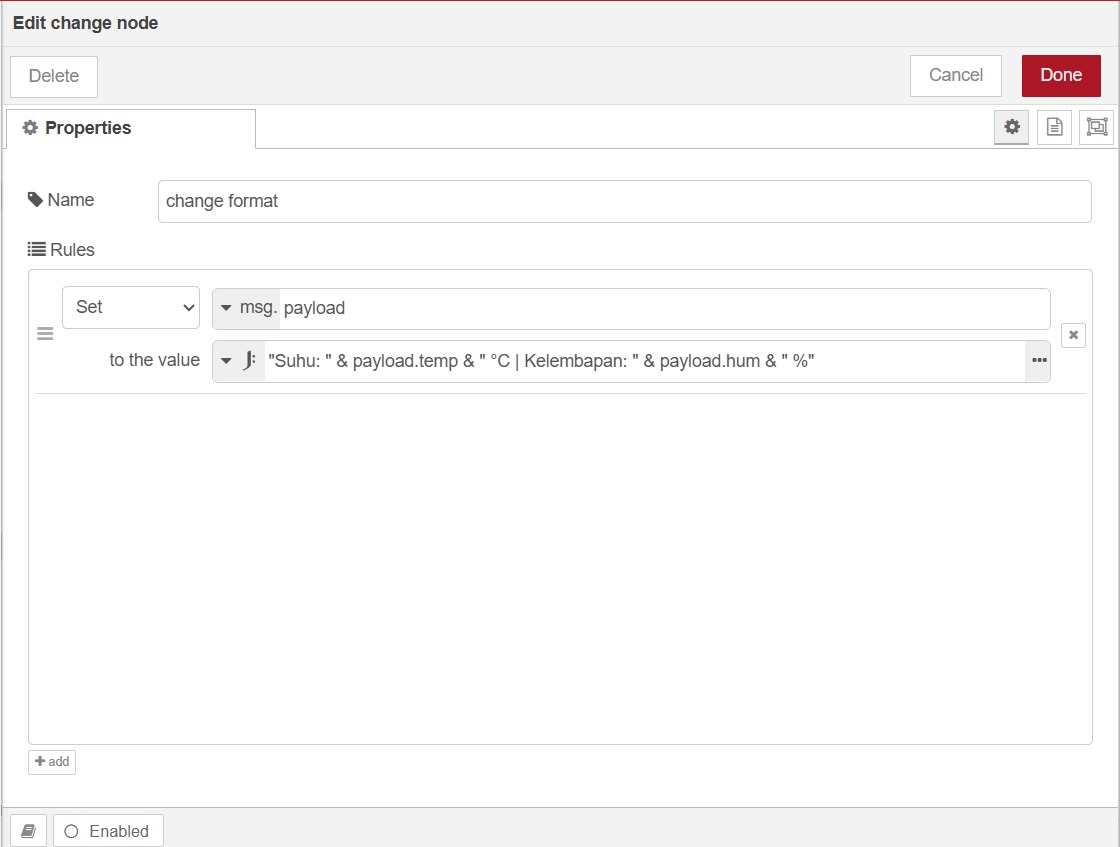 Edit change node
Delete
Cancel
Done
Properties
Name
change format
Rules
Set
msg. payload
to the value
J: "Suhu: " & payload.temp & " °C | Kelembapan: " & payload.hum & " %"
add
Enabled